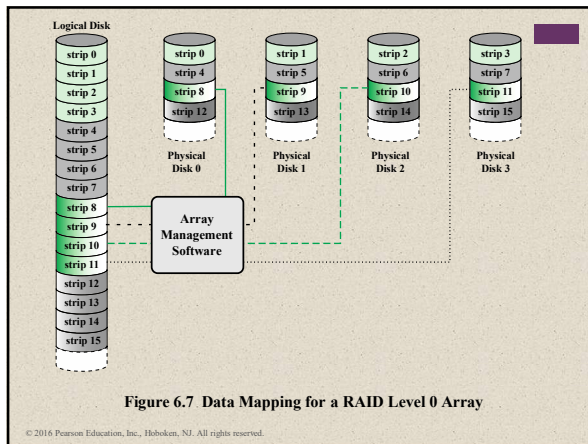 Logical Disk
strip 0
strip 1
strip 2
strip 3
strip 4
strip 5
strip 6
strip 7
strip 8
strip 9
strip 10
strip 11
strip 12
strip 13
strip 14
strip 15
strip 0
strip 4
strip 8
strip 12
Physical
Disk 0
strip 1
strip 5
strip 9
strip 13
Physical
Disk 1
strip 2
strip 6
strip 10
strip 14
Physical
Disk 2
strip 3
strip 7
strip 11
strip 15
Physical
Disk 3
Array
Management
Software
Figure 6.7 Data Mapping for a RAID Level 0 Array
© 2016 Pearson Education, Inc., Hoboken, NJ. All rights reserved.